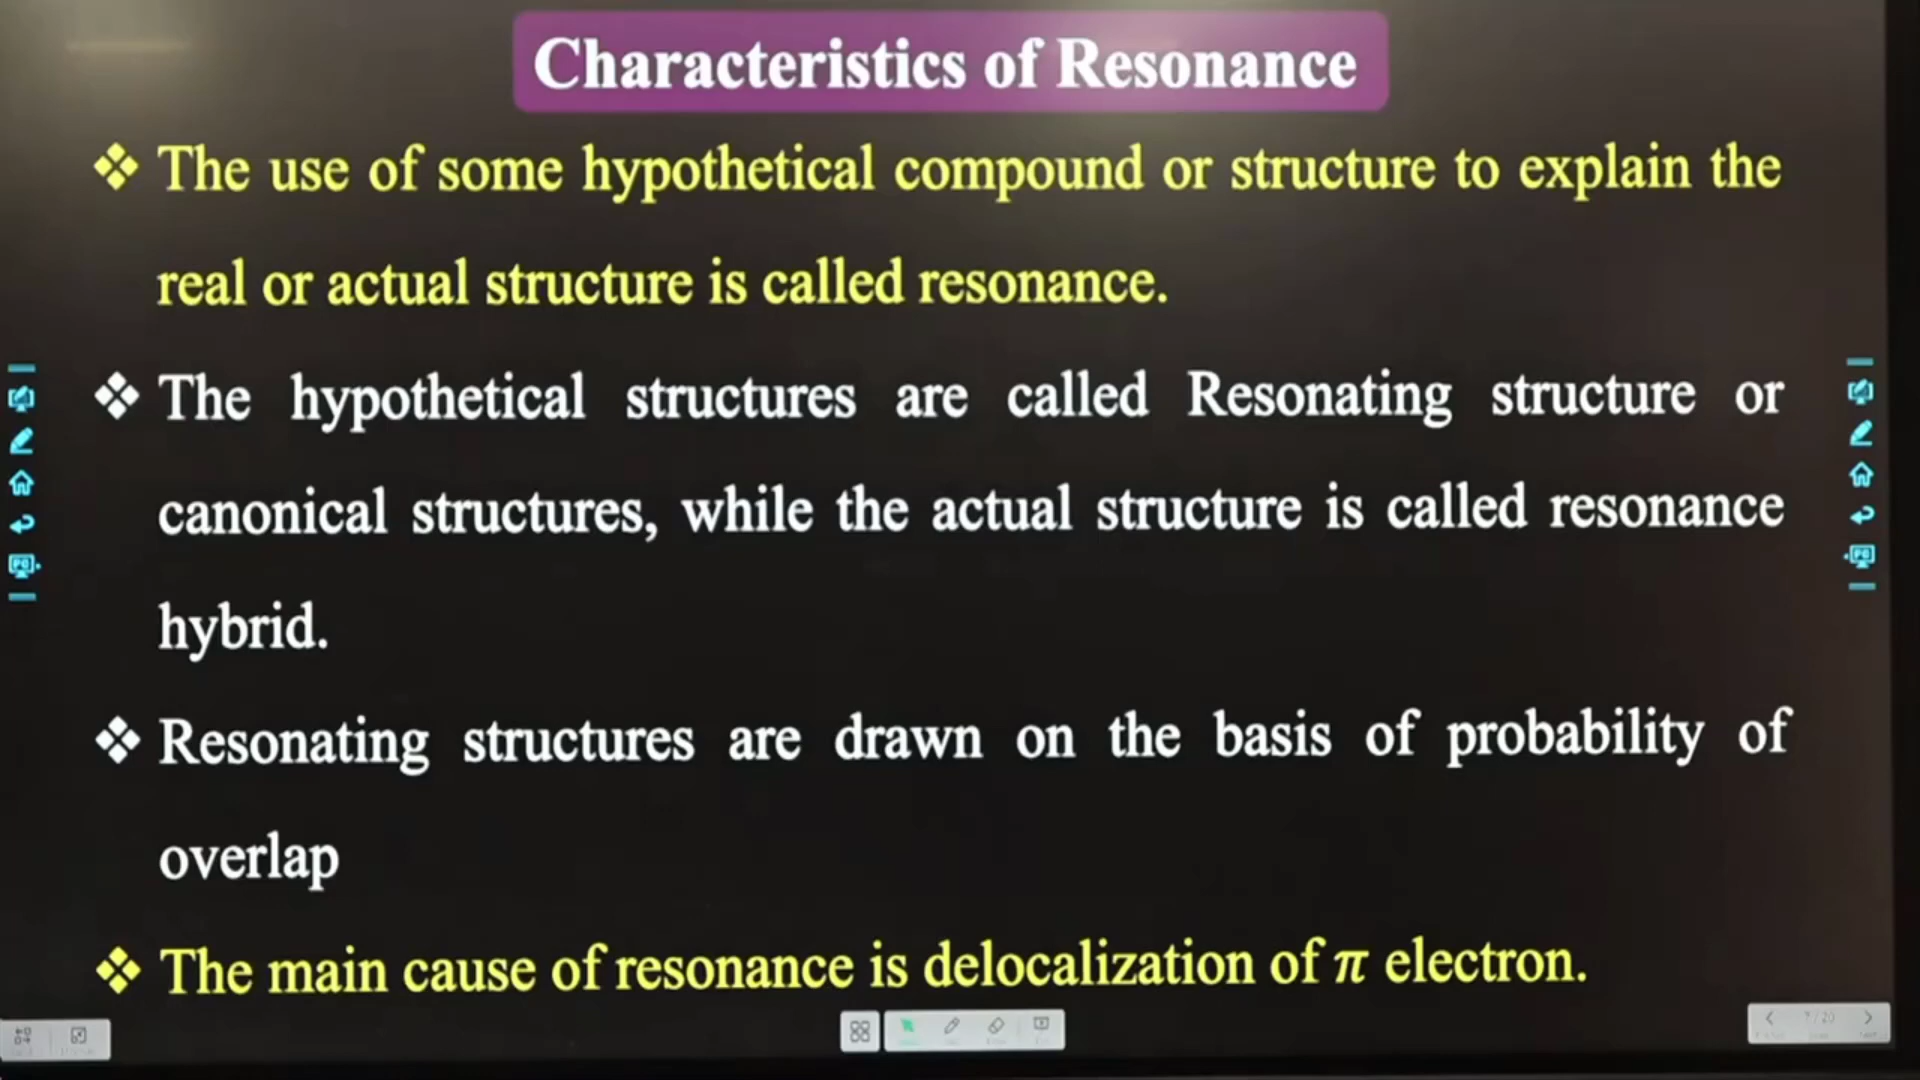 Characteristics of Resonance
❖ The use of some hypothetical compound or structure to explain the
real or actual structure is called resonance.
❖ The hypothetical structures are called Resonating structure or
canonical structures, while the actual structure is called resonance
hybrid.
❖ Resonating structures are drawn on the basis of probability of
overlap
❖ The main cause of resonance is delocalization of π electron.
7 / 20